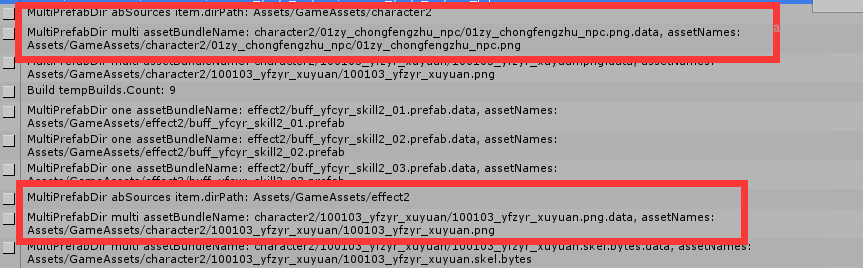 MultiPrefabDir abSources item.dirPath: Assets/GameAssets/character2
MultiPrefabDir multi assetBundleName: character2/01zy_chongfengzhu_npc/01zy_chongfengzhu_npc.png.data, assetNames:
Assets/GameAssets/character2/01zy_chongfengzhu_npc/01zy_chongfengzhu_npc.png
MultiPrefabDir multi assetBundleName: character2/100103_yfzyr_xuyuan/100103_yfzyr_xuyuan.png.data, assetNames:
Assets/GameAssets/character2/100103_yfzyr_xuyuan/100103_yfzyr_xuyuan.png
Build tempBuilds.Count: 9
MultiPrefabDir one assetBundleName: effect2/buff_yfcyr_skill2_01.prefab.data, assetNames:
Assets/GameAssets/effect2/buff_yfcyr_skill2_01.prefab
MultiPrefabDir one assetBundleName: effect2/buff_yfcyr_skill2_02.prefab.data, assetNames:
Assets/GameAssets/effect2/buff_yfcyr_skill2_02.prefab
MultiPrefabDir one assetBundleName: effect2/buff_yfcyr_skill2_03.prefab.data, assetNames:
Assets/GameAssets/effect2/buff_yfcyr_skill2_03.prefab
MultiPrefabDir abSources item.dirPath: Assets/GameAssets/effect2
MultiPrefabDir multi assetBundleName: character2/100103_yfzyr_xuyuan/100103_yfzyr_xuyuan.png.data, assetNames:
Assets/GameAssets/character2/100103_yfzyr_xuyuan/100103_yfzyr_xuyuan.png
MultiPrefabDir multi assetBundleName: character2/100103_yfzyr_xuyuan/100103_yfzyr_xuyuan.skel.bytes.data, assetNames:
Assets/GameAssets/character2/100103_yfzyr_xuyuan/100103_yfzyr_xuyuan.skel.bytes